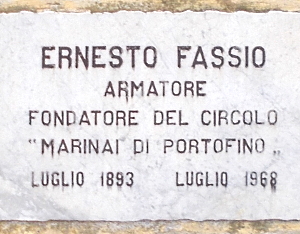 ERNESTO FASSIO
ARMATORE
FONDATORE DEL CIRCOLO
"MARINAI DI PORTOFINO„
LUGLIO 1893 LUGLIO 1968